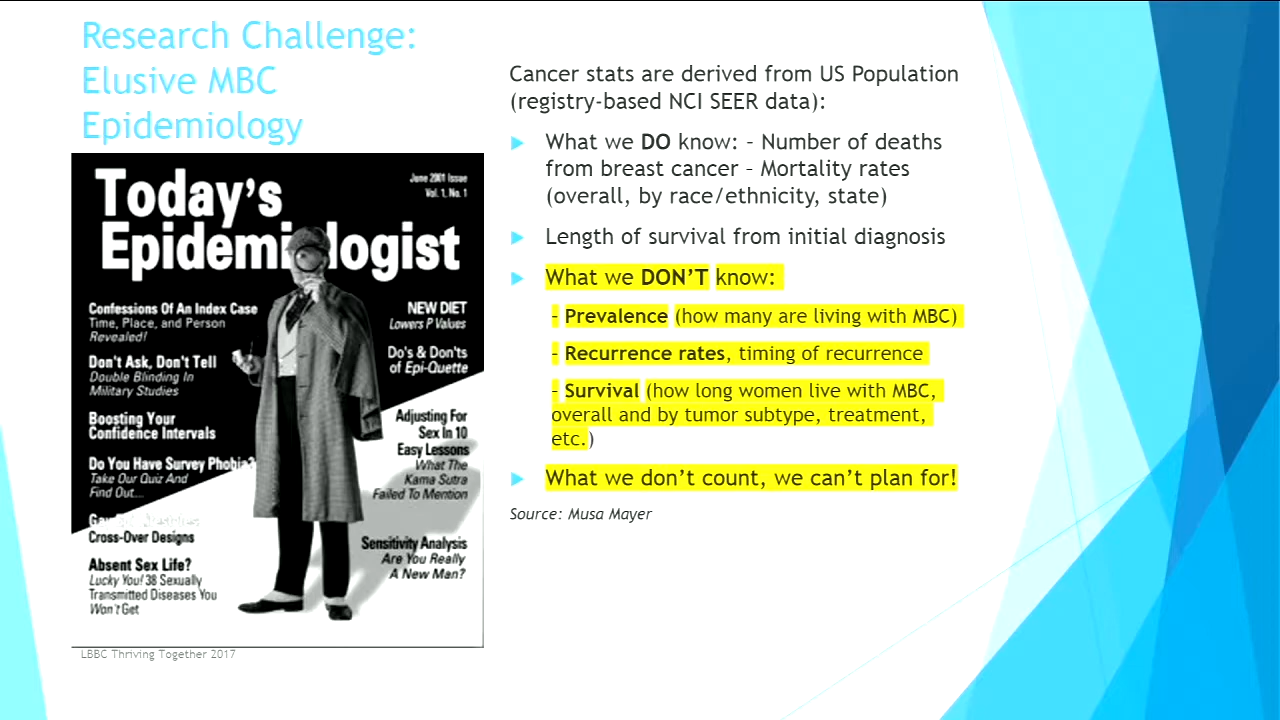 Research Challenge:
Elusive MBC
Epidemiology
Today's
Epidemiologist
June 2001 Issue
Vol. 1, No. 1
Confessions Of An Index Case
Time, Place, and Person
Revealed!
Don't Ask, Don't Tell
Double Blinding In
Military Studies
Boosting Your
Confidence Intervals
Do You Have Survey Phobia?
Take Our Quiz And
Find Out...
Cross-Over Designs
Absent Sex Life?
Lucky You! 38 Sexually
Transmitted Diseases You
Won't Get
NEW DIET
Lowers P Values
Do's & Don'ts
of Epi-Quette
Adjusting For
Sex In 10
Easy Lessons
What The
Kama Sutra
Failed To Mention
Sensitivity Analysis
Are You Really
A New Man?
LBBC Thriving Together 2017
Cancer stats are derived from US Population
(registry-based NCI SEER data):
What we DO know: – Number of deaths
from breast cancer – Mortality rates
(overall, by race/ethnicity, state)
Length of survival from initial diagnosis
What we DON'T know:
– Prevalence (how many are living with MBC)
– Recurrence rates, timing of recurrence
– Survival (how long women live with MBC,
overall and by tumor subtype, treatment,
etc.)
What we don't count, we can't plan for!
Source: Musa Mayer